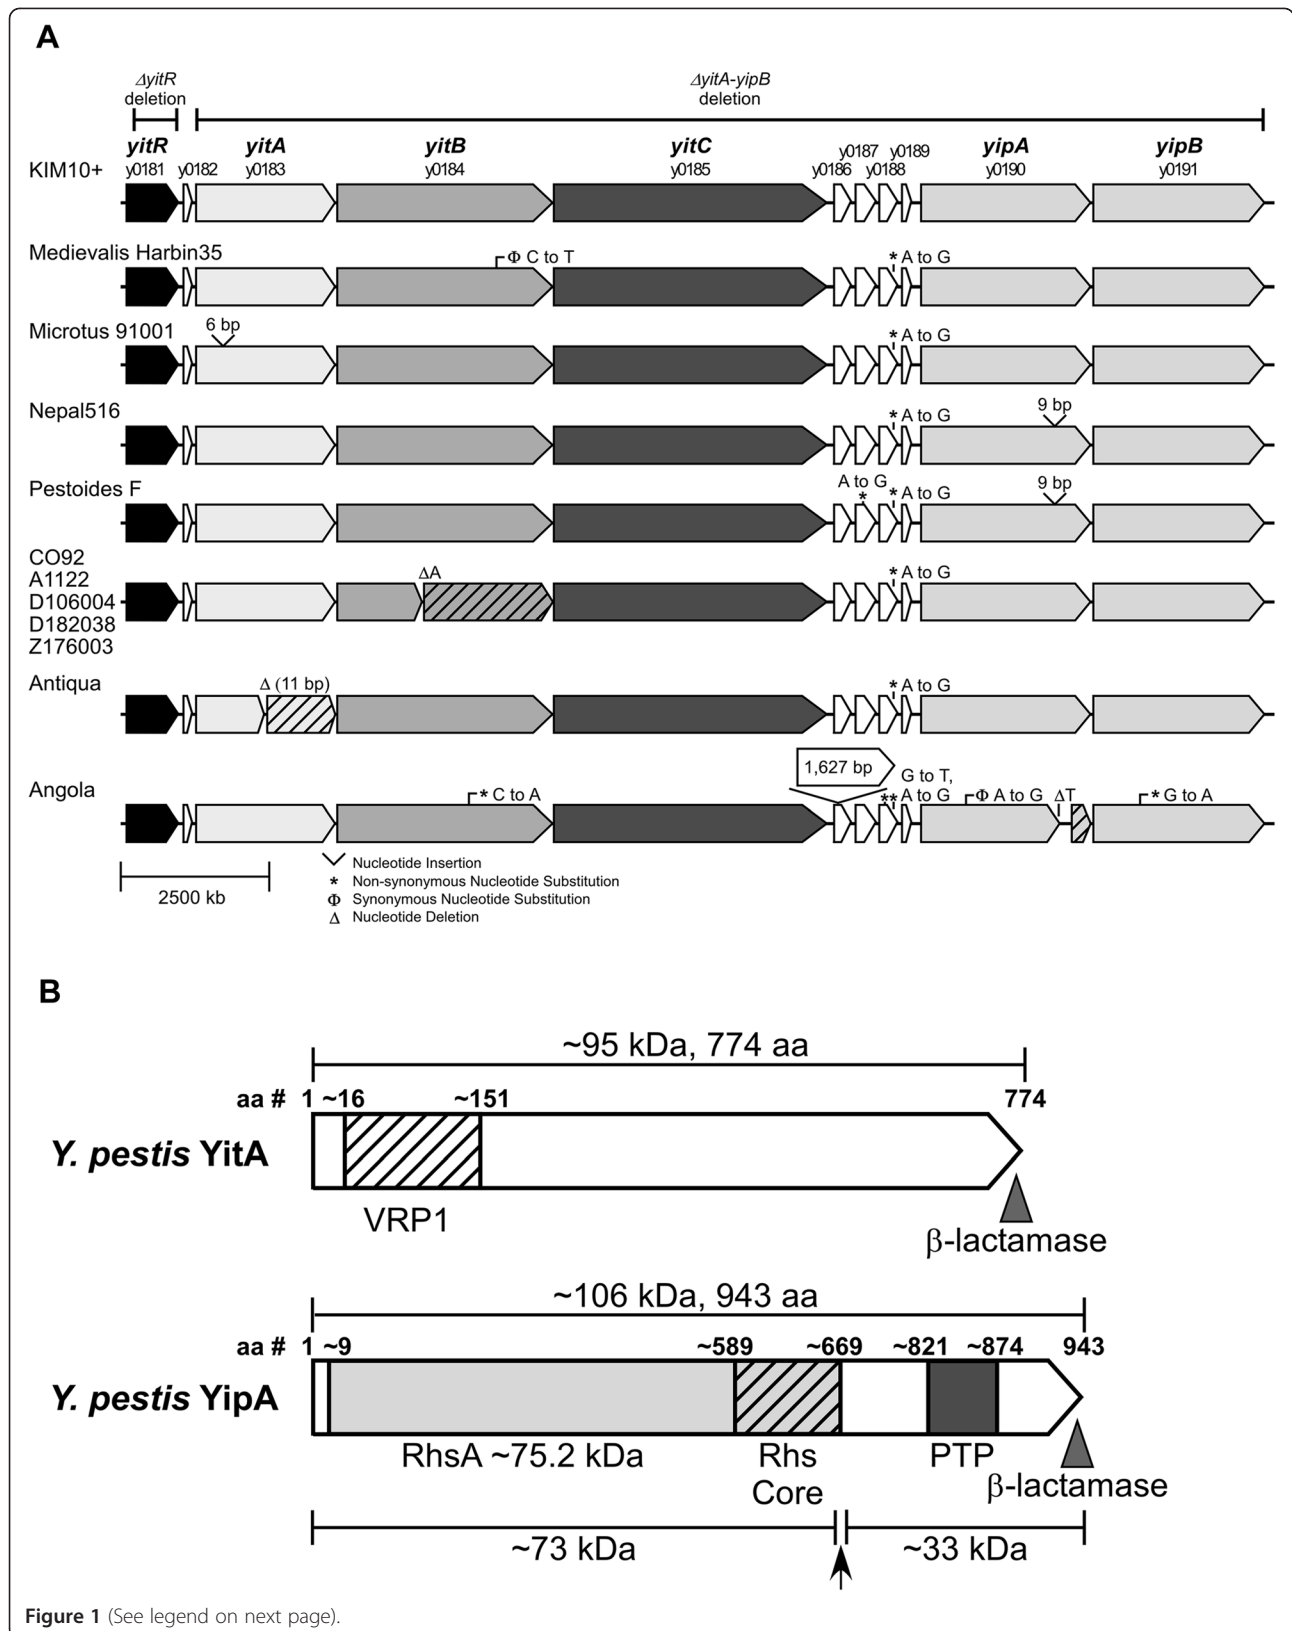 A
ΔyitR
deletion
ΔyitA-yipB
deletion
yitR yitA yitB yitC yipA yipB
KIM10+ y0181 y0182 y0183 y0184 y0185 y0186 y0187 y0188 y0189 y0190 y0191
Medievalis Harbin35
Φ C to T * A to G
Microtus 91001
6 bp * A to G
Nepal516
* A to G 9 bp
Pestoides F
A to G * * A to G 9 bp
CO92
A1122
D106004
D182038
Z176003
ΔA * A to G
Antiqua
Δ (11 bp) * A to G
Angola
1,627 bp
* C to A ** G to T,
A to G Φ A to G ΔT * G to A
2500 kb
Nucleotide Insertion
* Non-synonymous Nucleotide Substitution
Φ Synonymous Nucleotide Substitution
Δ Nucleotide Deletion
B
~95 kDa, 774 aa
aa # 1 ~16 ~151 774
Y. pestis YitA
VRP1
β-lactamase
~106 kDa, 943 aa
aa # 1 ~9 ~589 ~669 ~821 ~874 943
Y. pestis YipA
RhsA ~75.2 kDa Rhs
Core PTP
β-lactamase
~73 kDa ~33 kDa
Figure 1 (See legend on next page).